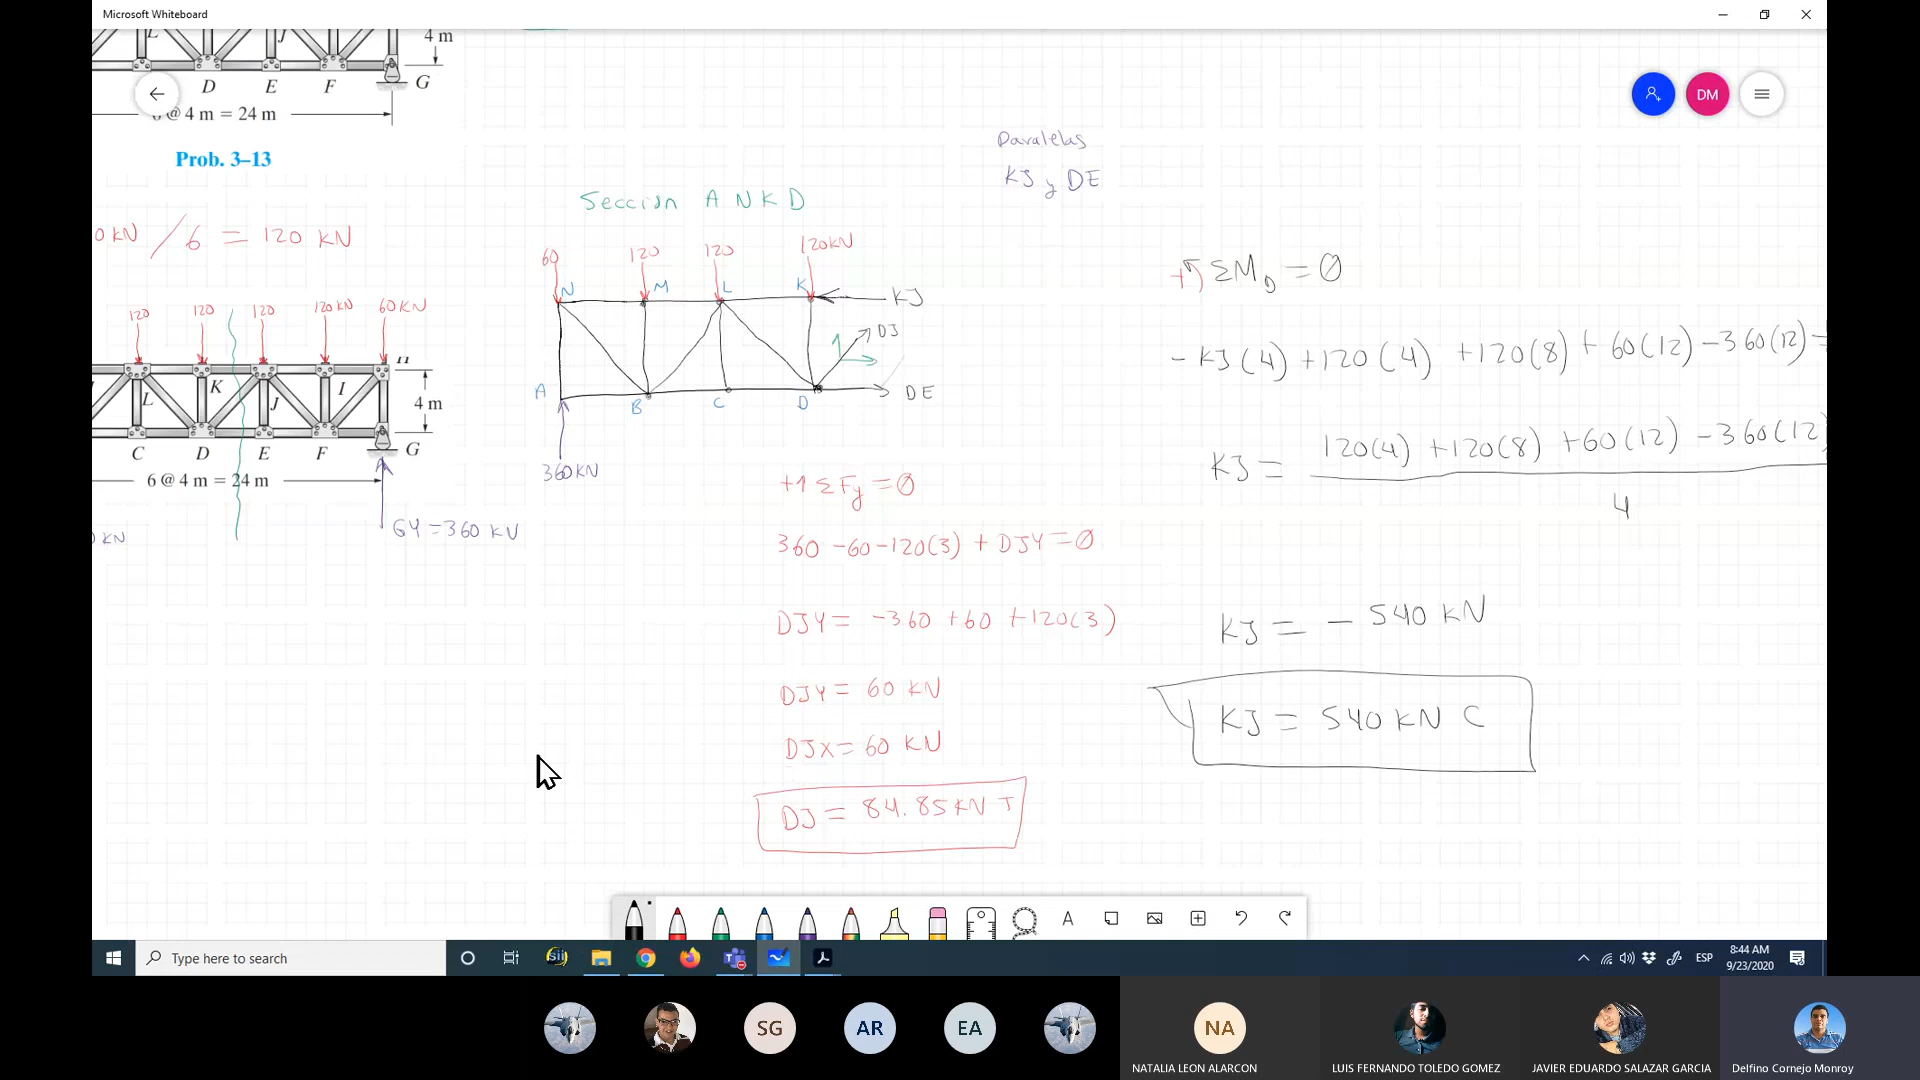 Microsoft Whiteboard
L
J
4 m
D E F G
6 @ 4 m = 24 m
Prob. 3–13
0 KN / 6 = 120 KN
120 120 120 120 KN 60 KN
K I
L J
4 m
C D E F G
6 @ 4 m = 24 m
KN
GY = 360 KN
Sección A N K D
60 120 120 120KN
N M L K KJ
DJ
1
A B C D DE
360KN
Paralelas
KJ y DE
+↑ ΣFy = 0
360 -60 -120(3) + DJY = 0
DJY = -360 +60 +120(3)
DJY = 60 KN
DJX = 60 KN
DJ = 84.85 KN T
+ ΣM_D = 0
-KJ(4) +120(4) +120(8) +60(12) -360(12) =
KJ = 120(4) +120(8) +60(12) -360(12)
4
KJ = - 540 KN
KJ = 540 KN C
DM
A
Type here to search
sii
ESP
8:44 AM
9/23/2020
SG AR EA NA
NATALIA LEON ALARCON
LUIS FERNANDO TOLEDO GOMEZ
JAVIER EDUARDO SALAZAR GARCIA
Delfino Cornejo Monroy